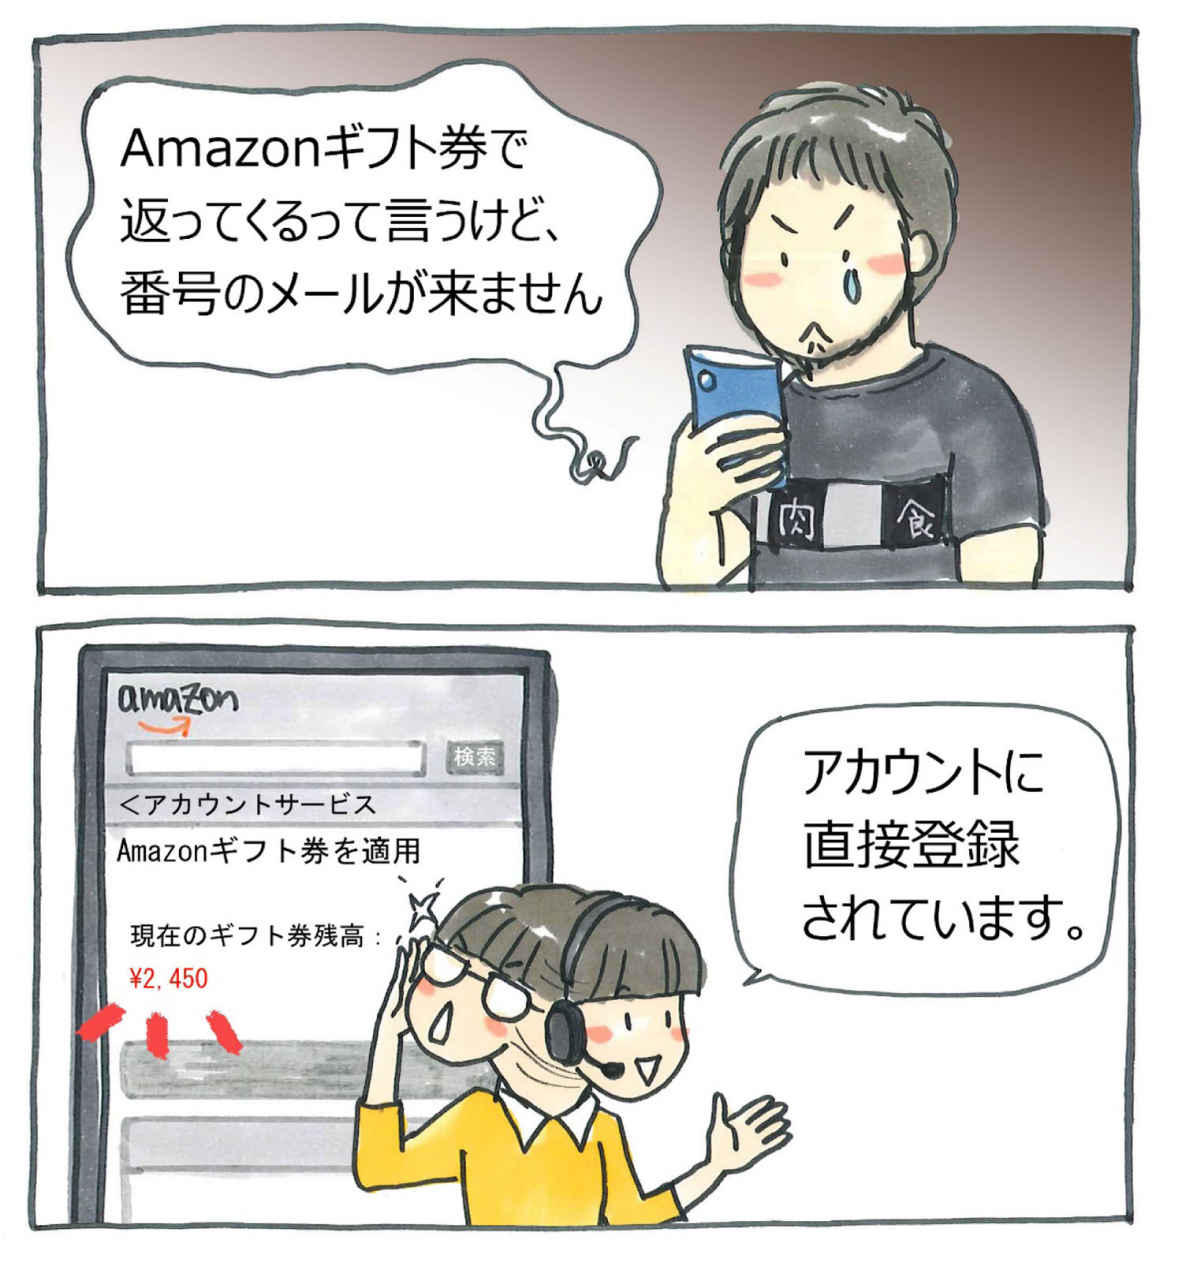 Amazonギフト券で
返ってくるって言うけど、
番号のメールが来ません
肉 食
amazon
検索
<アカウントサービス
Amazonギフト券を適用
現在のギフト券残高:
¥2,450
アカウントに
直接登録
されています。